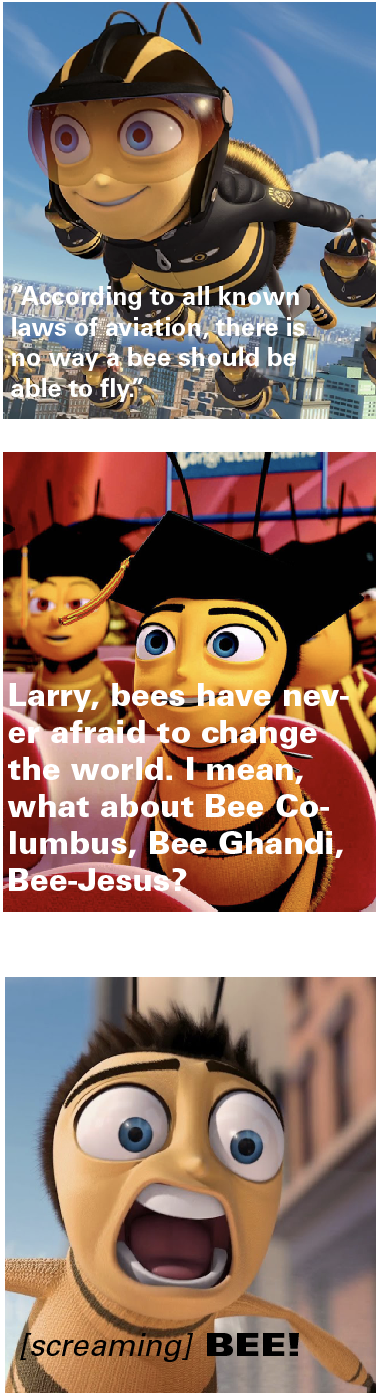 “According to all known
laws of aviation, there is
no way a bee should be
able to fly.”
Larry, bees have nev-
er afraid to change
the world. I mean,
what about Bee Co-
lumbus, Bee Ghandi,
Bee-Jesus?
[screaming] BEE!